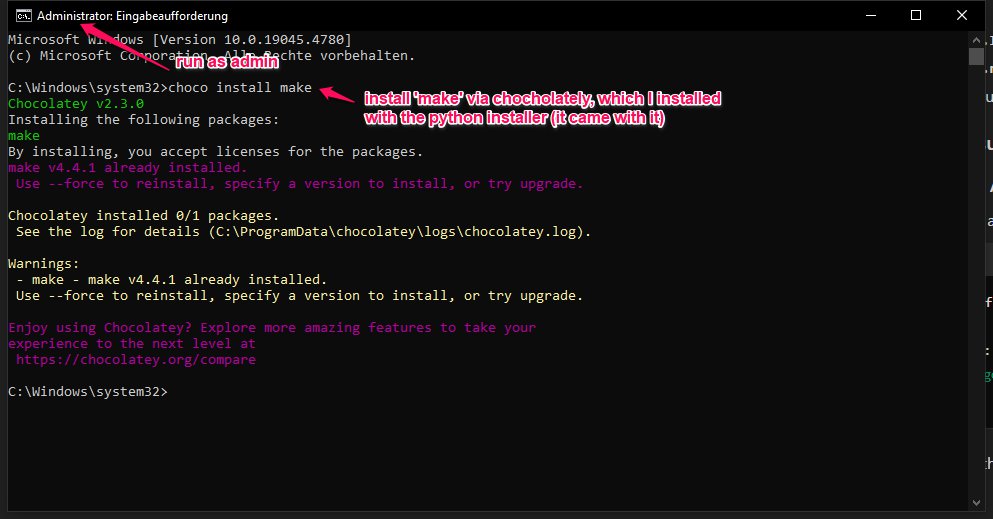 Administrator: Eingabeaufforderung
Microsoft Windows [Version 10.0.19045.4780]
(c) Microsoft Corporation. Alle Rechte vorbehalten.
run as admin
C:\Windows\system32>choco install make
install 'make' via chocholately, which I installed
with the python installer (it came with it)
Chocolatey v2.3.0
Installing the following packages:
make
By installing, you accept licenses for the packages.
make v4.4.1 already installed.
Use --force to reinstall, specify a version to install, or try upgrade.
Chocolatey installed 0/1 packages.
See the log for details (C:\ProgramData\chocolatey\logs\chocolatey.log).
Warnings:
- make - make v4.4.1 already installed.
Use --force to reinstall, specify a version to install, or try upgrade.
Enjoy using Chocolatey? Explore more amazing features to take your
experience to the next level at
https://chocolatey.org/compare
C:\Windows\system32>